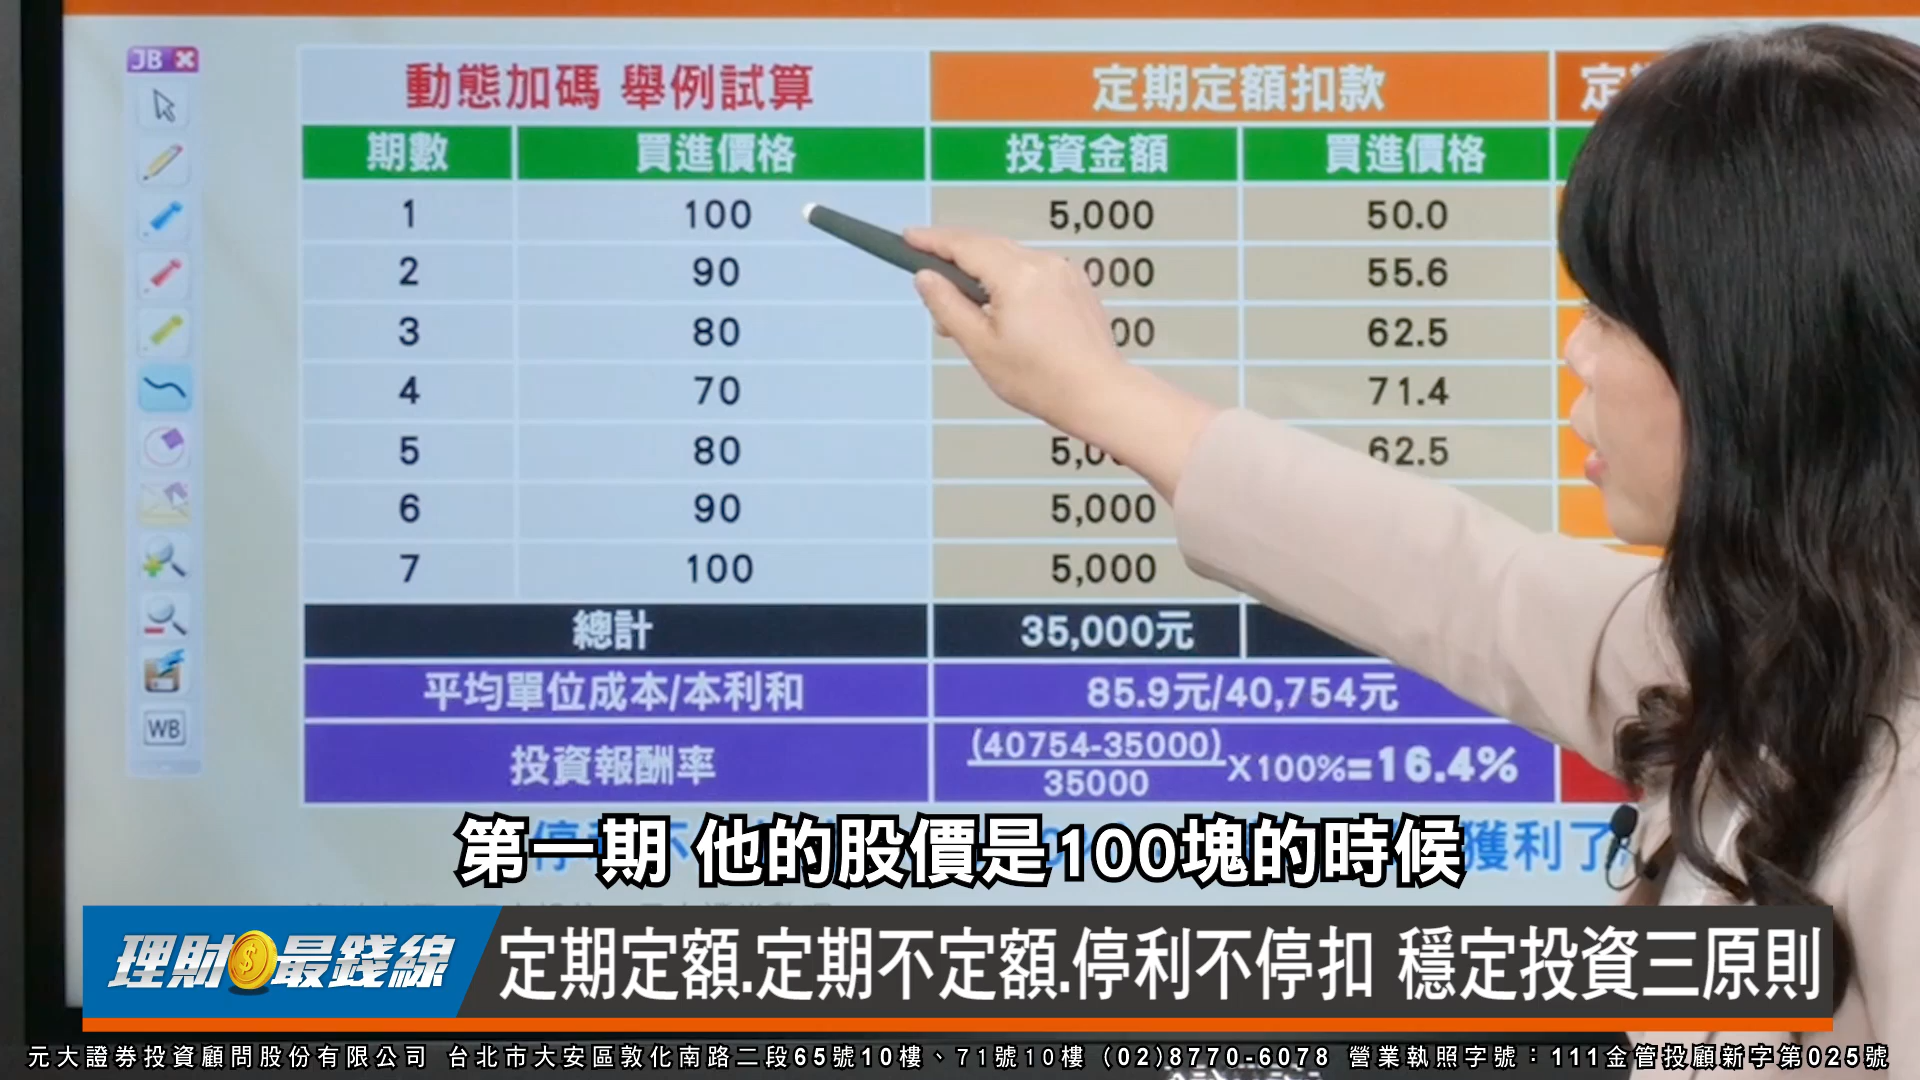 JB
動態加碼 舉例試算 定期定額扣款
期數 買進價格 投資金額 買進價格
1 100 5,000 50.0
2 90 000 55.6
3 80 00 62.5
4 70 71.4
5 80 5,0 62.5
6 90 5,000
7 100 5,000
總計 35,000元
平均單位成本/本利和 85.9元/40,754元
投資報酬率 (40754-35000)/35000 X100%=16.4%
WB
獲利了
第一期 他的股價是100塊的時候
理財最錢線 定期定額.定期不定額.停利不停扣 穩定投資三原則
元大證券投資顧問股份有限公司 台北市大安區敦化南路二段65號10樓、71號10樓 (02)8770-6078 營業執照字號：111金管投顧新字第025號